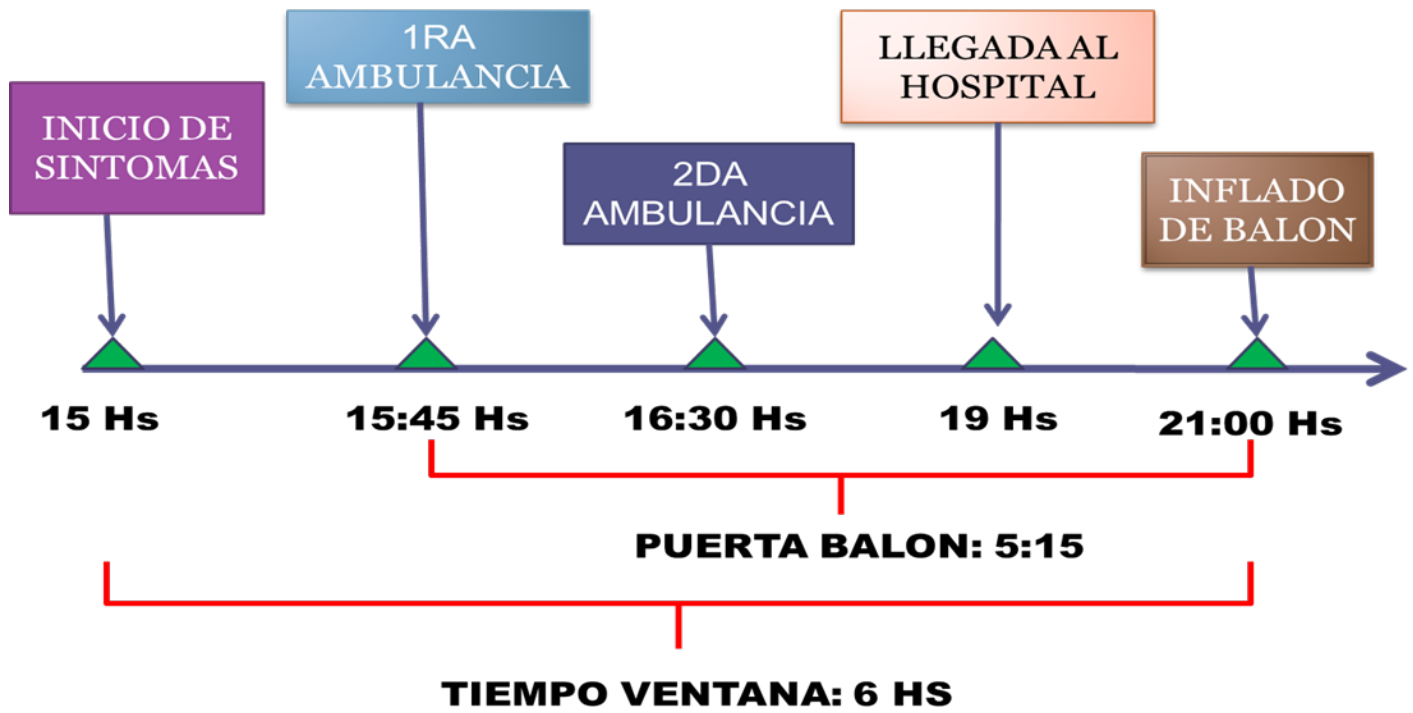 1RA
AMBULANCIA
LLEGADA AL
HOSPITAL
INICIO DE
SINTOMAS
2DA
AMBULANCIA
INFLADO
DE BALON
15 Hs
15:45 Hs
16:30 Hs
19 Hs
21:00 Hs
PUERTA BALON: 5:15
TIEMPO VENTANA: 6 HS